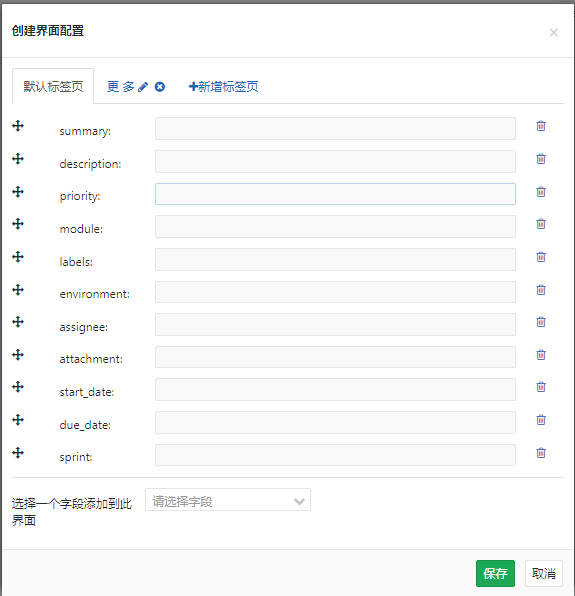 创建界面配置
默认标签页 更 多 新增标签页
summary:
description:
priority:
module:
labels:
environment:
assignee:
attachment:
start_date:
due_date:
sprint:
选择一个字段添加到此 请选择字段
界面
保存 取消